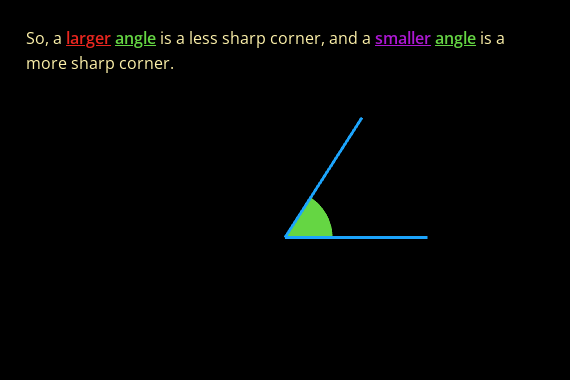 So, a larger angle is a less sharp corner, and a smaller angle is a
more sharp corner.